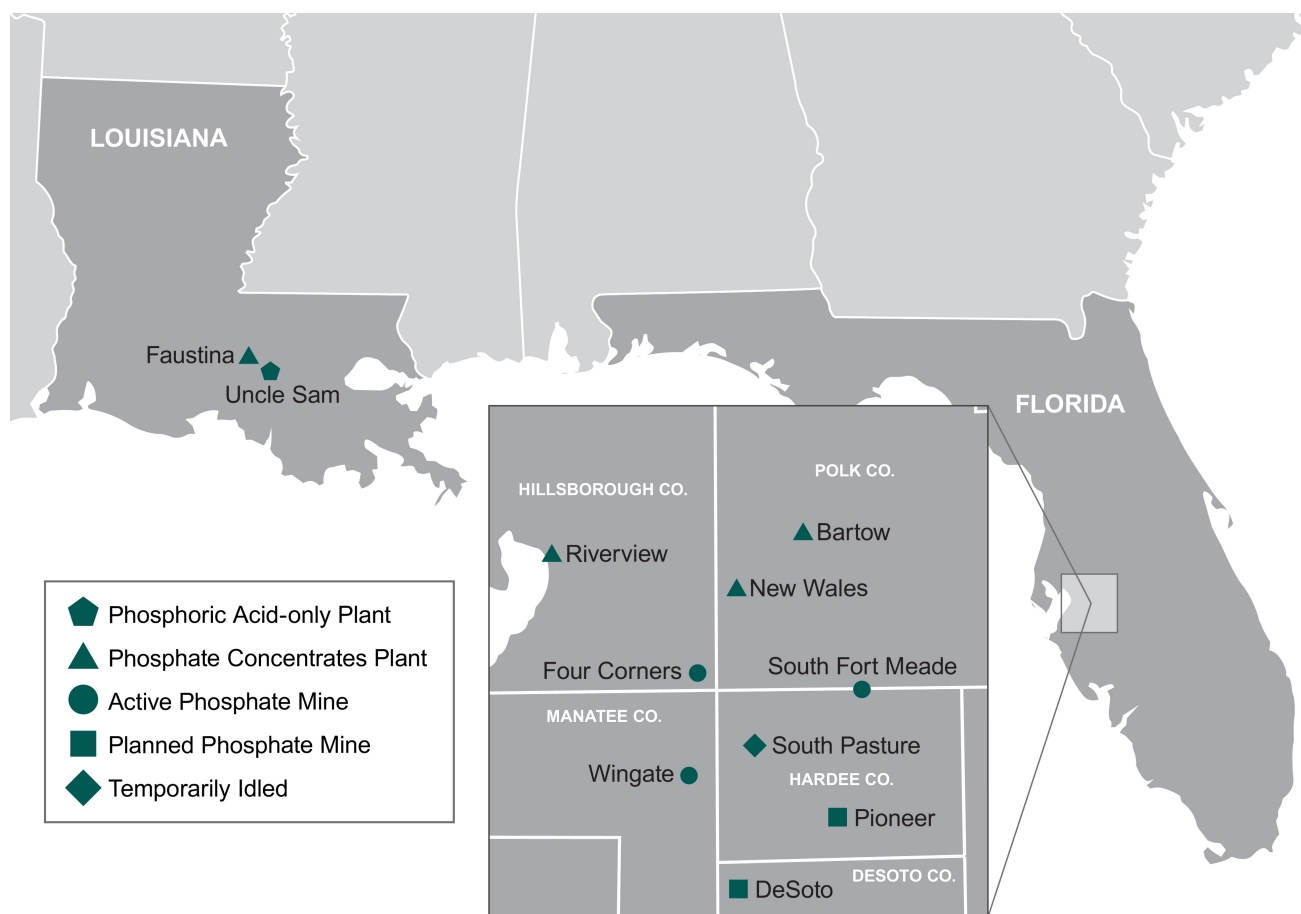 LOUISIANA
Faustina
Uncle Sam
FLORIDA
POLK CO.
HILLSBOROUGH CO.
Bartow
Riverview
New Wales
Four Corners
South Fort Meade
MANATEE CO.
South Pasture
Wingate
HARDEE CO.
Pioneer
DESOTO CO.
DeSoto
Phosphoric Acid-only Plant
Phosphate Concentrates Plant
Active Phosphate Mine
Planned Phosphate Mine
Temporarily Idled